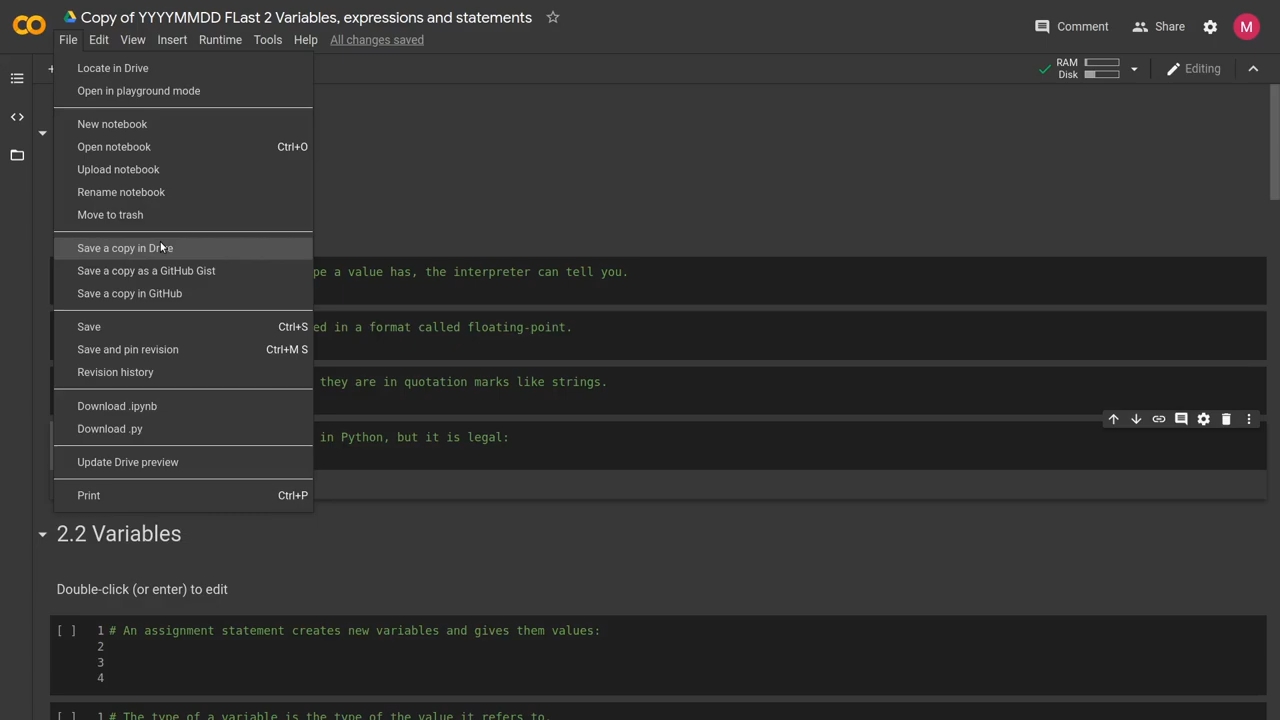 Copy of YYYYMMDD FLast 2 Variables, expressions and statements
Comment
Share
M
File Edit View Insert Runtime Tools Help All changes saved
RAM
Disk
Editing
Locate in Drive
Open in playground mode
New notebook
Open notebook Ctrl+O
Upload notebook
Rename notebook
Move to trash
Save a copy in Drive
Save a copy as a GitHub Gist
Save a copy in GitHub
Save Ctrl+S
Save and pin revision Ctrl+M S
Revision history
Download .ipynb
Download .py
Update Drive preview
Print Ctrl+P
pe a value has, the interpreter can tell you.
ed in a format called floating-point.
they are in quotation marks like strings.
in Python, but it is legal:
2.2 Variables
Double-click (or enter) to edit
[ ] 1 # An assignment statement creates new variables and gives them values:
2
3
4
[ ] 1 # The type of a variable is the type of the value it refers to.